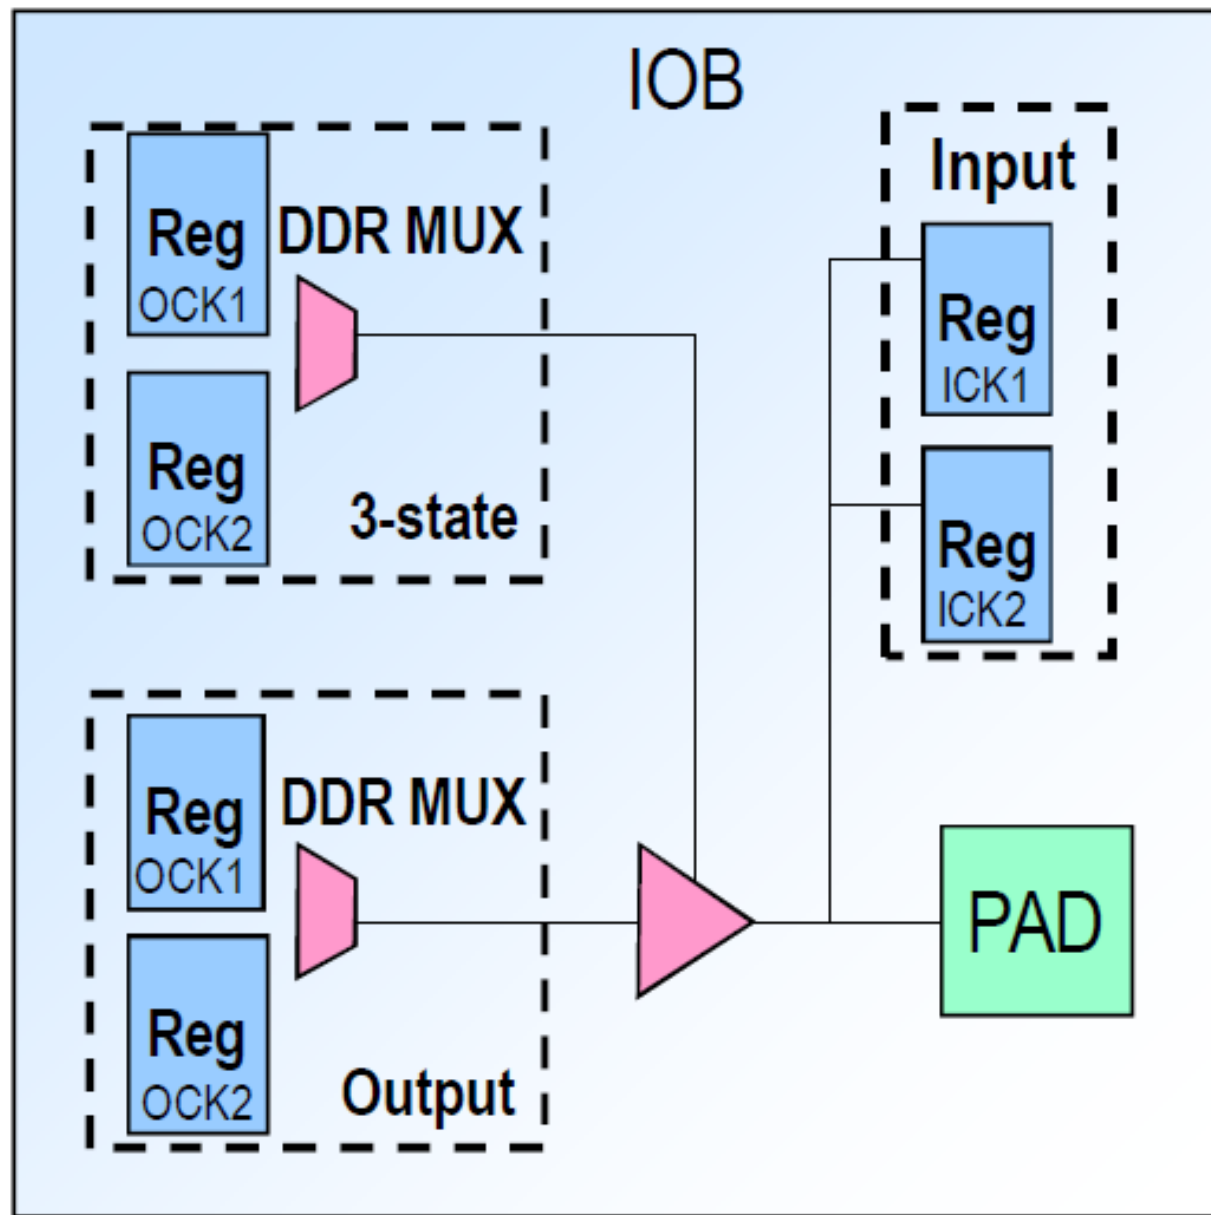 IOB
Reg
OCK1
DDR MUX
Reg
OCK2
3-state
Input
Reg
ICK1
Reg
ICK2
Reg
OCK1
DDR MUX
Reg
OCK2
Output
PAD